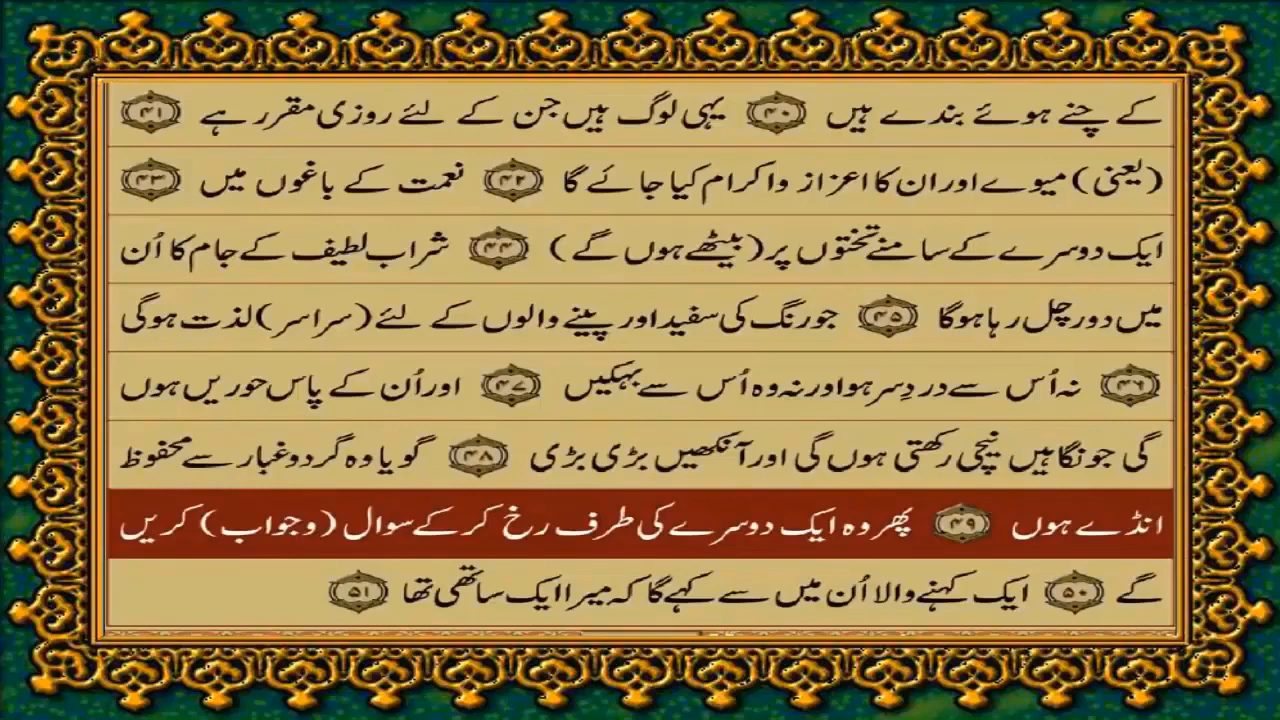 کے چنے ہوئے بندے ہیں ۴۰ یہی لوگ ہیں جن کے لئے روزی مقرر ہے ۴۱
(یعنی) میوے اور ان کا اعزاز واکرام کیا جائے گا ۴۲ نعمت کے باغوں میں ۴۳
ایک دوسرے کے سامنے تختوں پر (بیٹھے ہوں گے) ۴۴ شراب لطیف کے جام کا اُن
میں دور چل رہا ہوگا ۴۵ جو رنگ کی سفید اور پینے والوں کے لئے (سراسر) لذت ہوگی
۴۶ نہ اُس سے دردِ سر ہو اور نہ وہ اُس سے بہکیں ۴۷ اور اُن کے پاس حوریں ہوں
گی جو نگاہیں نیچی رکھتی ہوں گی اور آنکھیں بڑی بڑی ۴۸ گویا وہ گرد و غبار سے محفوظ
انڈے ہوں ۴۹ پھر وہ ایک دوسرے کی طرف رخ کر کے سوال (وجواب) کریں
گے ۵۰ ایک کہنے والا اُن میں سے کہے گا کہ میرا ایک ساتھی تھا ۵۱